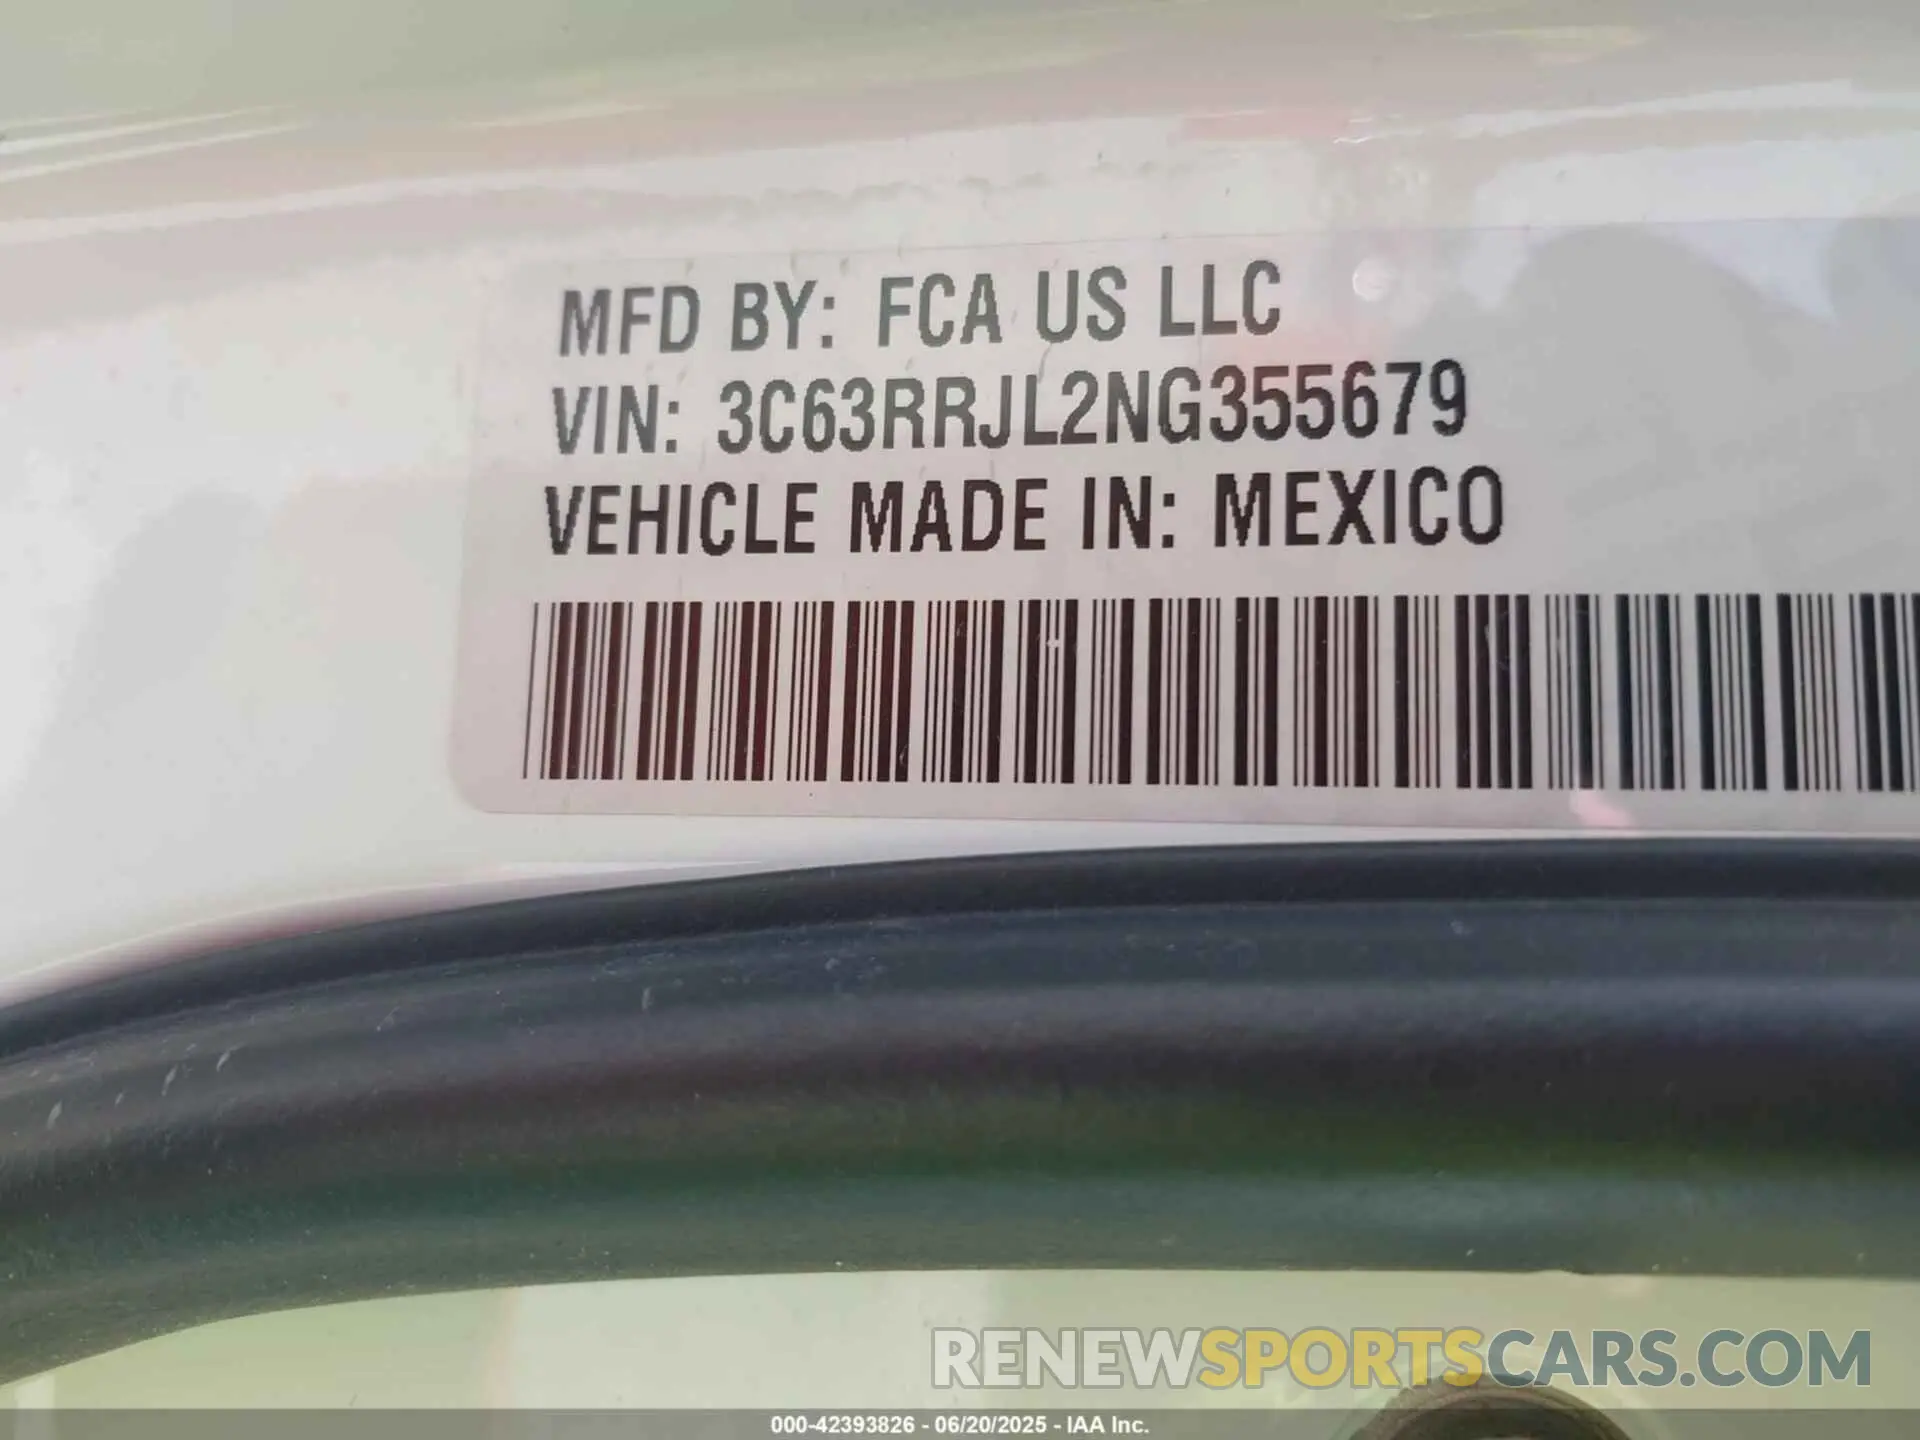 MFD BY: FCA US LLC
VIN: 3C63RRJL2NG355679
VEHICLE MADE IN: MEXICO
RENEWSPORTSCARS.COM
000-42393826 - 06/20/2025 - IAA Inc.